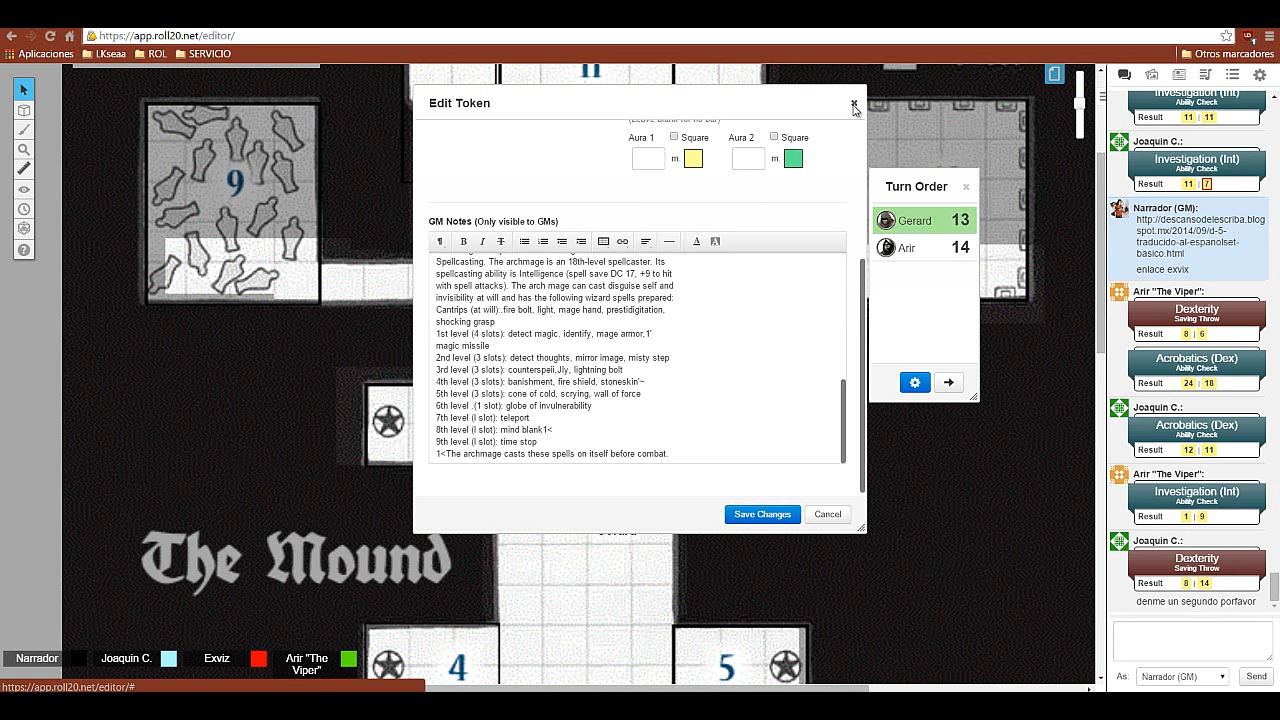 https://app.roll20.net/editor/
Aplicaciones
LKseaa
ROL
SERVICIO
Otros marcadores
11
9
Edit Token
×
Aura 1
Square
Aura 2
Square
m.
m.
GM Notes (Only visible to GMs)
Spellcasting. The archmage is an 18th-level spellcaster. Its
spellcasting ability is Intelligence (spell save DC 17, +9 to hit
with spell attacks). The arch mage can cast disguise self and
invisibility at will and has the following wizard spells prepared:
Cantrips (at will):.fire bolt, light, mage hand, prestidigitation,
shocking grasp
1st level (4 slots): detect magic, identify, mage armor,1'
magic missile
2nd level (3 slots): detect thoughts, mirror image, misty step
3rd level (3 slots): counterspeii,Jly, lightning bolt
4th level (3 slots): banishment, fire shield, stoneskin'~
5th level (3 slots): cone of cold, scrying, wall of force
6th level .(1 slot): globe of invulnerability
7th level (l slot): teleport
8th level (l slot): mind blank1<
9th level (l slot): time stop
1<The archmage casts these spells on itself before combat.
Save Changes
Cancel
Turn Order
×
Gerard 13
Arir 14
The Mound
4
5
Narrador
Joaquin C.
Exviz
Arir "The
Viper"
https://app.roll20.net/editor/#
Investigation (Int)
Ability Check
Result 11 | 11
Joaquin C.:
Investigation (Int)
Ability Check
Result 11 | 7
Narrador (GM):
http://descansodelescriba.blog
spot.mx/2014/09/d-5-
traducido-al-espanolset-
basico.html
enlace exvix
Arir "The Viper":
Dexterity
Saving Throw
Result 8 | 6
Acrobatics (Dex)
Ability Check
Result 24 | 18
Joaquin C.:
Acrobatics (Dex)
Ability Check
Result 12 | 11
Arir "The Viper":
Investigation (Int)
Ability Check
Result 1 | 9
Joaquin C.:
Dexterity
Saving Throw
Result 8 | 14
denme un segundo porfavor
As:
Narrador (GM)
Send